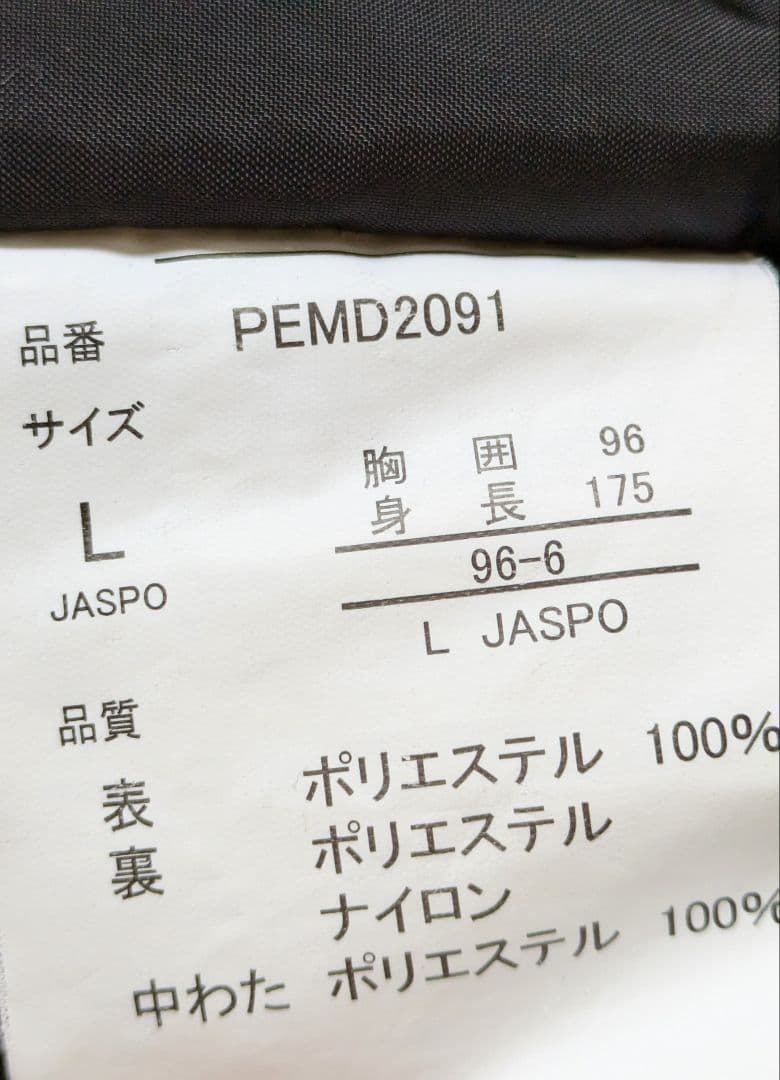 品番 PEMD2091
サイズ
胸囲 96
L 身長 175
96-6
JASPO L JASPO
品質
表 ポリエステル 100%
裏 ポリエステル
ナイロン
中わた ポリエステル 100%